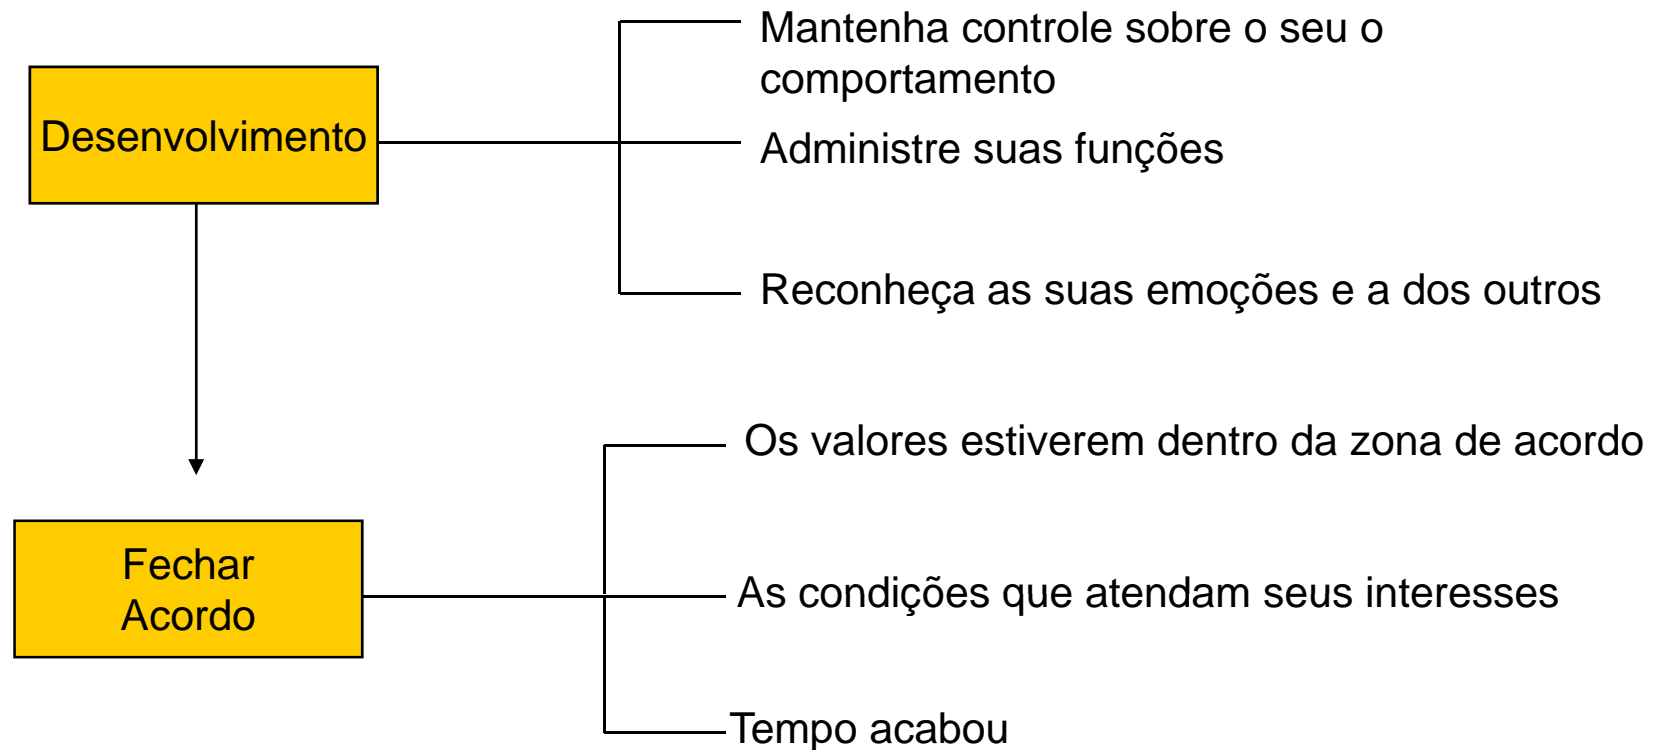 Mantenha controle sobre o seu o
comportamento
Desenvolvimento
Administre suas funções
Reconheça as suas emoções e a dos outros
Os valores estiverem dentro da zona de acordo
Fechar
Acordo
As condições que atendam seus interesses
Tempo acabou